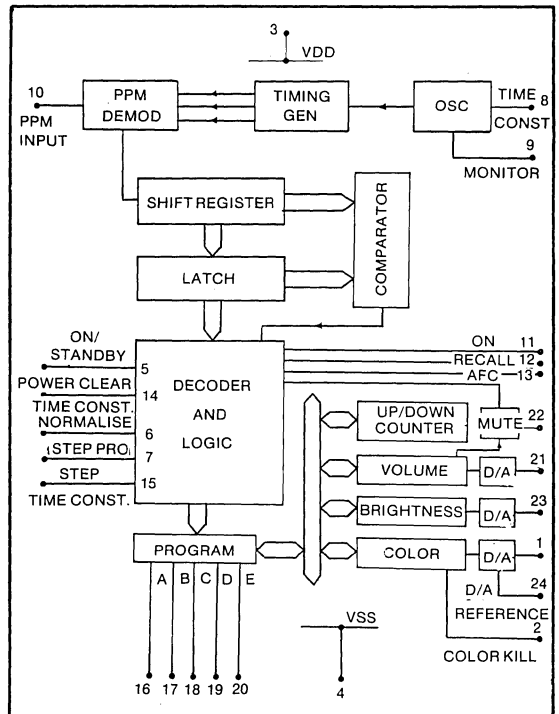 3
VDD
10
PPM
INPUT
PPM
DEMOD
TIMING
GEN
OSC
TIME
8
CONST
9
MONITOR
SHIFT REGISTER
COMPARATOR
LATCH
ON/
STANDBY
5
POWER CLEAR
14
TIME CONST.
NORMALISE
6
(STEP PRO)
7
STEP
15
TIME CONST.
DECODER
AND
LOGIC
ON 11
RECALL 12
AFC 13
UP/DOWN
COUNTER
MUTE
22
VOLUME
D/A
21
BRIGHTNESS
D/A
23
COLOR
D/A
1
D/A
24
REFERENCE
2
COLOR KILL
PROGRAM
A B C D E
16 17 18 19 20
VSS
4